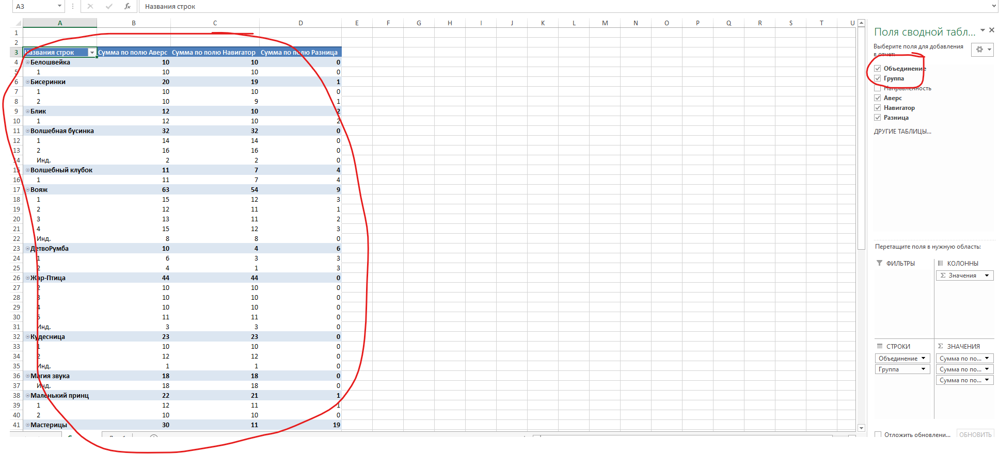 A3 fx Названия строк
A B C D E F G H I J K L M N O P Q R S T U
Поля сводной табл...
Выберите поля для добавления
в отчет:
1
2
3 Названия строк Сумма по полю Аверс Сумма по полю Навигатор Сумма по полю Разница
4 Белошвейка 10 10 0
5 1 10 10 0
6 Бисеринки 20 19 1
7 1 10 10 0
8 2 10 9 1
9 Блик 12 10 2
10 1 12 10 2
11 Волшебная бусинка 32 32 0
12 1 14 14 0
13 2 16 16 0
14 Инд. 2 2 0
15 Волшебный клубок 11 7 4
16 1 11 7 4
17 Вояж 63 54 9
18 1 15 12 3
19 2 12 11 1
20 3 13 11 2
21 4 15 12 3
22 Инд. 8 8 0
23 ДетвоРумба 10 4 6
24 1 6 3 3
25 2 4 1 3
26 Жар-Птица 44 44 0
27 2 10 10 0
28 3 10 10 0
29 4 10 10 0
30 5 11 11 0
31 Инд. 3 3 0
32 Кудесница 23 23 0
33 1 10 10 0
34 2 12 12 0
35 Инд. 1 1 0
36 Магия звука 18 18 0
37 Инд. 18 18 0
38 Маленький принц 22 21 1
39 1 12 11 1
40 2 10 10 0
41 Мастерицы 30 11 19
Объединение
Группа
Направленность
Аверс
Навигатор
Разница
ДРУГИЕ ТАБЛИЦЫ...
Перетащите поля в нужную область:
ФИЛЬТРЫ
КОЛОННЫ
Σ Значения
СТРОКИ
Объединение
Группа
Σ ЗНАЧЕНИЯ
Сумма по по...
Сумма по по...
Сумма по по...
Отложить обновлени... ОБНОВИТЬ